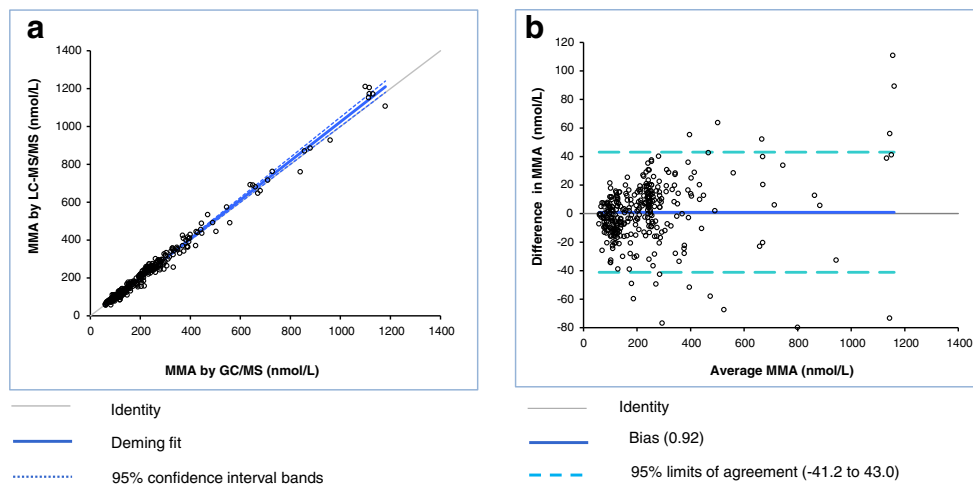 a
MMA by LC-MS/MS (nmol/L)
1400
1200
1000
800
600
400
200
0
0 200 400 600 800 1000 1200 1400
MMA by GC/MS (nmol/L)
Identity
Deming fit
95% confidence interval bands
b
Difference in MMA (nmol/L)
120
100
80
60
40
20
0
-20
-40
-60
-80
0 200 400 600 800 1000 1200 1400
Average MMA (nmol/L)
Identity
Bias (0.92)
95% limits of agreement (-41.2 to 43.0)